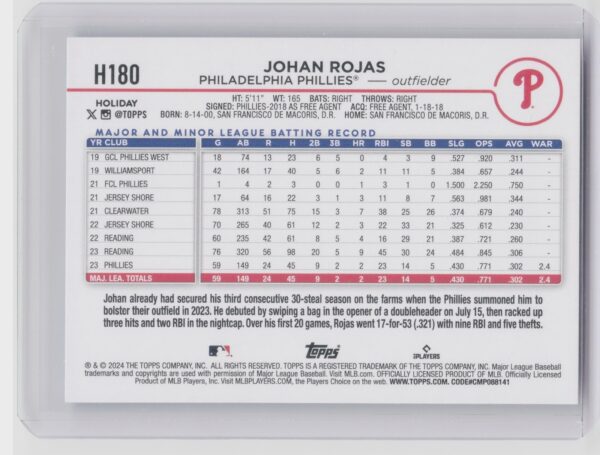 H180
JOHAN ROJAS
PHILADELPHIA PHILLIES® — outfielder
P
HOLIDAY
X @TOPPS
HT: 5'11" WT: 165 BATS: RIGHT THROWS: RIGHT
SIGNED: PHILLIES-2018 AS FREE AGENT ACQ: FREE AGENT, 1-18-18
BORN: 8-14-00, SAN FRANCISCO DE MACORIS, D.R. HOME: SAN FRANCISCO DE MACORIS, D.R.
MAJOR AND MINOR LEAGUE BATTING RECORD
YR CLUB G AB R H 2B 3B HR RBI SB BB SLG OPS AVG WAR
19 GCL PHILLIES WEST 18 74 13 23 6 5 0 4 3 9 .527 .920 .311 -
19 WILLIAMSPORT 42 164 17 40 5 6 2 11 11 5 .384 .657 .244 -
21 FCL PHILLIES 1 4 2 3 0 0 1 3 1 0 1.500 2.250 .750 -
21 JERSEY SHORE 17 64 16 22 3 1 3 11 8 7 .563 .981 .344 -
21 CLEARWATER 78 313 51 75 15 3 7 38 25 26 .374 .679 .240 -
22 JERSEY SHORE 70 265 40 61 12 2 3 22 33 21 .325 .612 .230 -
22 READING 60 235 42 61 8 5 4 16 29 21 .387 .721 .260 -
23 READING 76 320 56 98 20 5 9 45 30 24 .484 .845 .306 -
23 PHILLIES 59 149 24 45 9 2 2 23 14 5 .430 .771 .302 2.4
MAJ. LEA. TOTALS 59 149 24 45 9 2 2 23 14 5 .430 .771 .302 2.4
Johan already had secured his third consecutive 30-steal season on the farms when the Phillies summoned him to
bolster their outfield in 2023. He debuted by swiping a bag in the opener of a doubleheader on July 15, then racked up
three hits and two RBI in the nightcap. Over his first 20 games, Rojas went 17-for-53 (.321) with nine RBI and five thefts.
Topps
PLAYERS
® & © 2024 THE TOPPS COMPANY, INC. ALL RIGHTS RESERVED. TOPPS IS A REGISTERED TRADEMARK OF THE TOPPS COMPANY, INC. Major League Baseball
trademarks and copyrights are used with permission of Major League Baseball. Visit MLB.com. OFFICIALLY LICENSED PRODUCT OF MLB. Officially Licensed
Product of MLB Players, Inc. Visit MLBPLAYERS.COM, the Players Choice on the web. WWW.TOPPS.COM. CODE#CMP088141